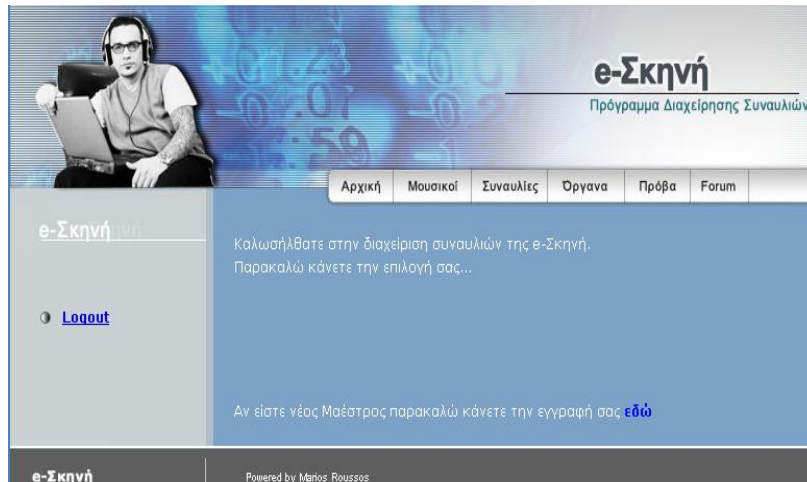 e-Σκηνή
Πρόγραμμα Διαχείρησης Συναυλιών
Αρχική Μουσικοί Συναυλίες Όργανα Πρόβα Forum
e-Σκηνή
Καλωσήλθατε στην διαχείριση συναυλιών της e-Σκηνή.
Παρακαλώ κάνετε την επιλογή σας...
Logout
Αν είστε νέος Μαέστρος παρακαλώ κάνετε την εγγραφή σας εδώ
e-Σκηνή
Powered by Marios Roussos